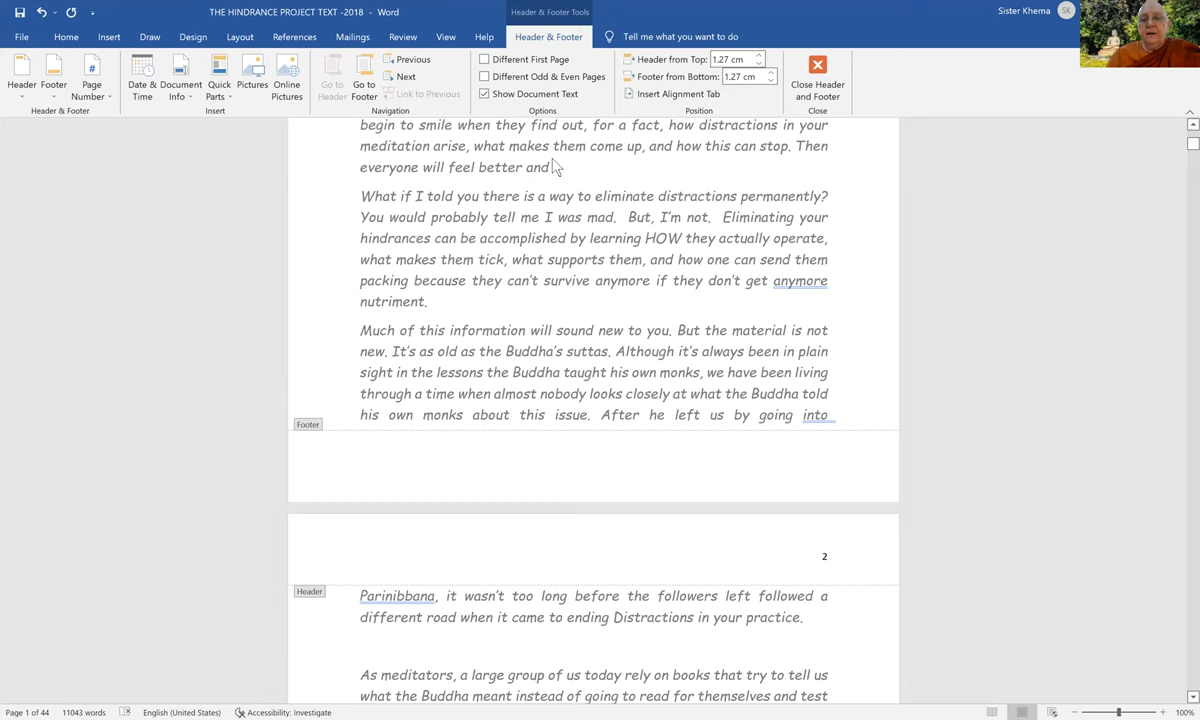 THE HINDRANCE PROJECT TEXT -2018 - Word
Header & Footer Tools
Sister Khema
SK
File Home Insert Draw Design Layout References Mailings Review View Help Header & Footer Tell me what you want to do
Header Footer Page Number
Header & Footer
Date & Time Document Info Quick Parts Pictures Online Pictures
Insert
Go to Header Go to Footer
Previous
Next
Link to Previous
Navigation
Different First Page
Different Odd & Even Pages
Show Document Text
Options
Header from Top: 1.27 cm
Footer from Bottom: 1.27 cm
Insert Alignment Tab
Position
Close Header and Footer
Close
begin to smile when they find out, for a fact, how distractions in your
meditation arise, what makes them come up, and how this can stop. Then
everyone will feel better and
What if I told you there is a way to eliminate distractions permanently?
You would probably tell me I was mad. But, I'm not. Eliminating your
hindrances can be accomplished by learning HOW they actually operate,
what makes them tick, what supports them, and how one can send them
packing because they can't survive anymore if they don't get anymore
nutriment.
Much of this information will sound new to you. But the material is not
new. It's as old as the Buddha's suttas. Although it's always been in plain
sight in the lessons the Buddha taught his own monks, we have been living
through a time when almost nobody looks closely at what the Buddha told
his own monks about this issue. After he left us by going into
Footer
2
Header
Parinibbana, it wasn't too long before the followers left followed a
different road when it came to ending Distractions in your practice.
As meditators, a large group of us today rely on books that try to tell us
what the Buddha meant instead of going to read for themselves and test
Page 1 of 44 11043 words English (United States) Accessibility: Investigate 100%